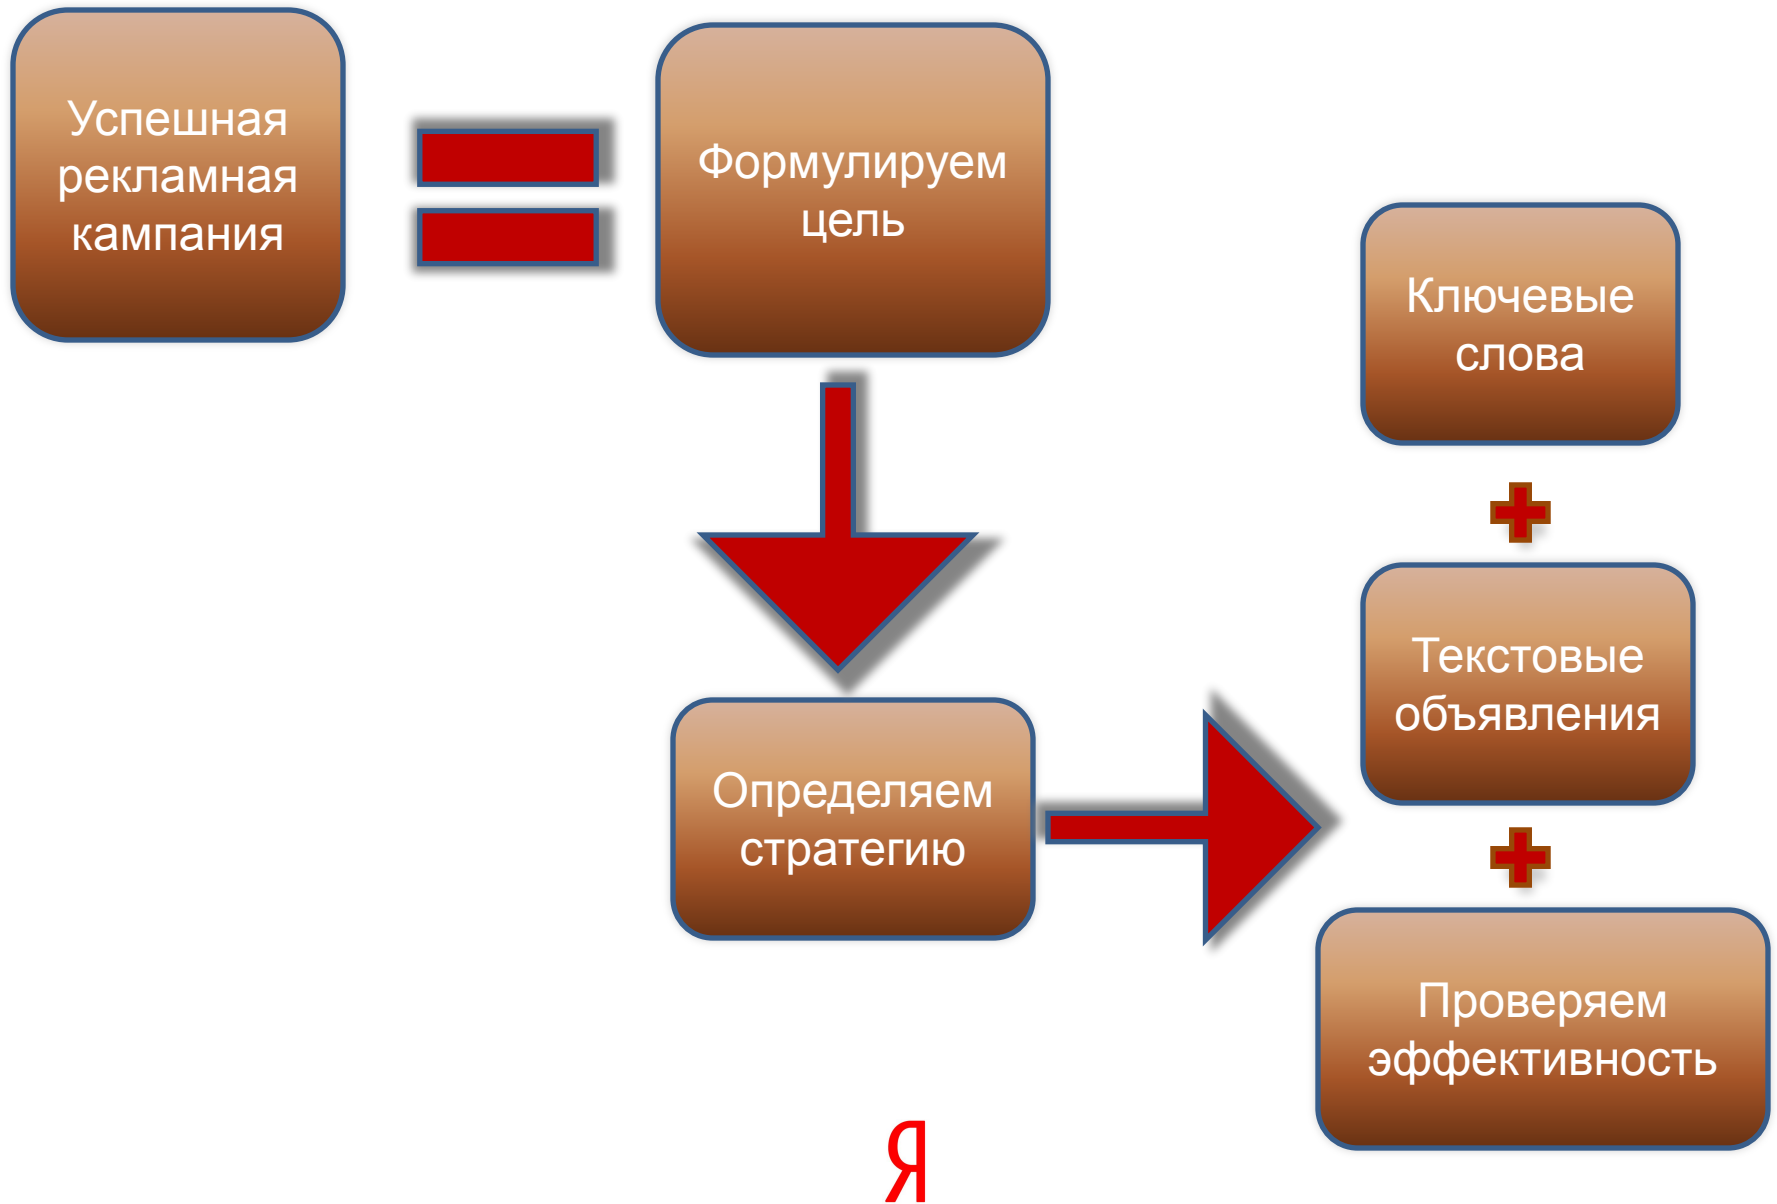 Успешная
рекламная
кампания
Формулируем
цель
Ключевые
слова
Текстовые
объявления
Определяем
стратегию
Проверяем
эффективность
Я